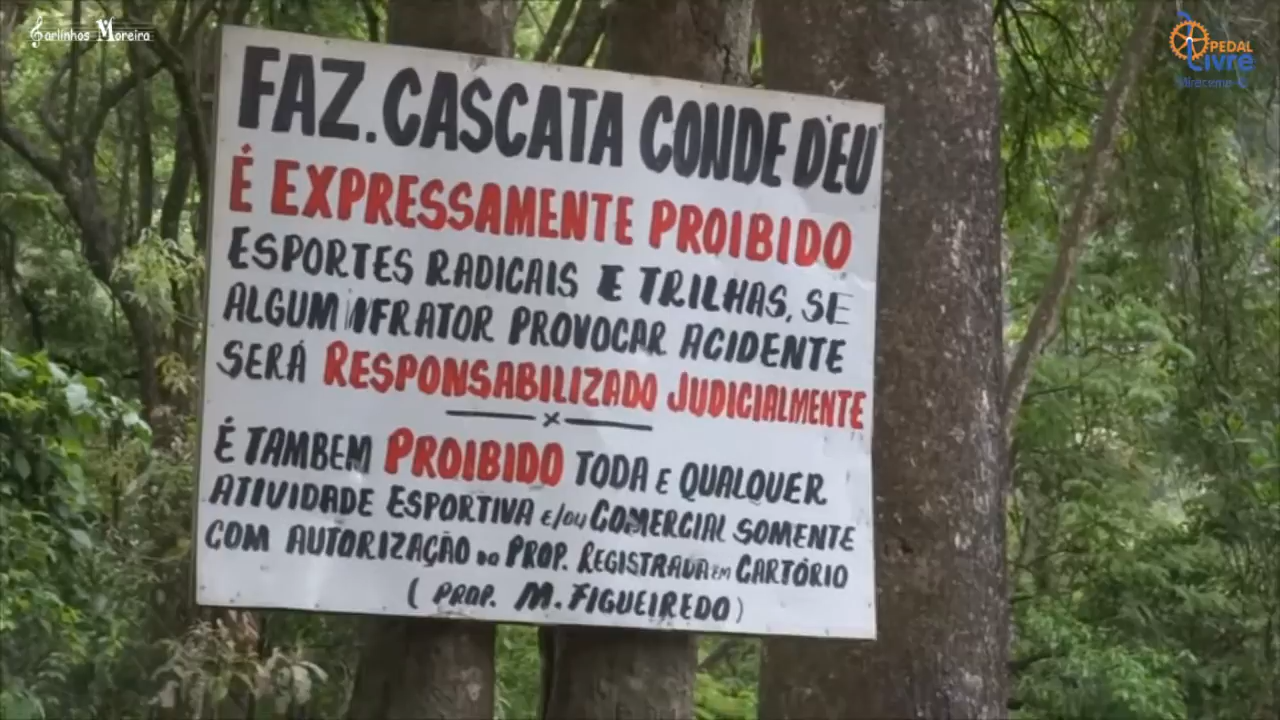 Carlinhos Moreira
PEDAL
Livre
FAZ. CASCATA CONDE D'EU
É EXPRESSAMENTE PROIBIDO
ESPORTES RADICAIS E TRILHAS, SE
ALGUM INFRATOR PROVOCAR ACIDENTE
SERÁ RESPONSABILIZADO JUDICIALMENTE
x
É TAMBEM PROIBIDO TODA E QUALQUER
ATIVIDADE ESPORTIVA E/OU COMERCIAL SOMENTE
COM AUTORIZAÇÃO DO PROP. REGISTRADA EM CARTÓRIO
( PROP. M. FIGUEIREDO )